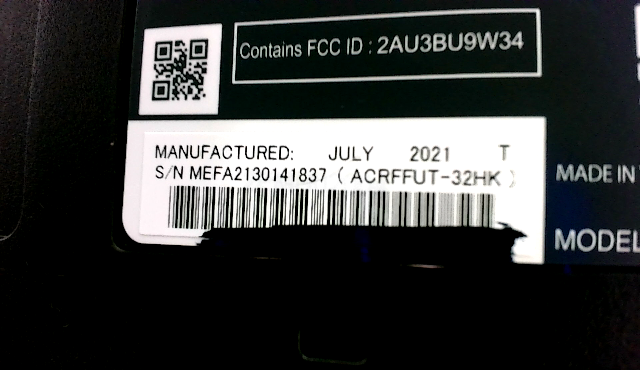 Contains FCC ID : 2AU3BU9W34
MANUFACTURED: JULY 2021 T
S/N MEFA2130141837 ( ACRFFUT-32HK )
MADE IN
MODEL